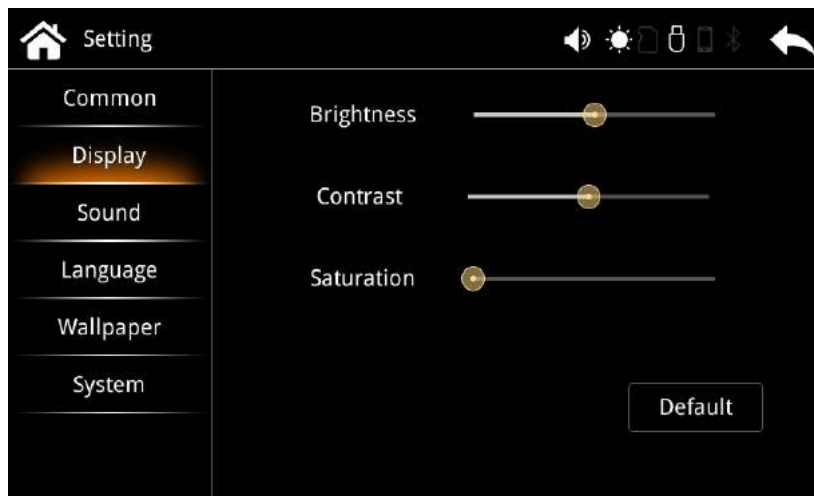 Setting
Common
Display
Sound
Language
Wallpaper
System
Brightness
Contrast
Saturation
Default